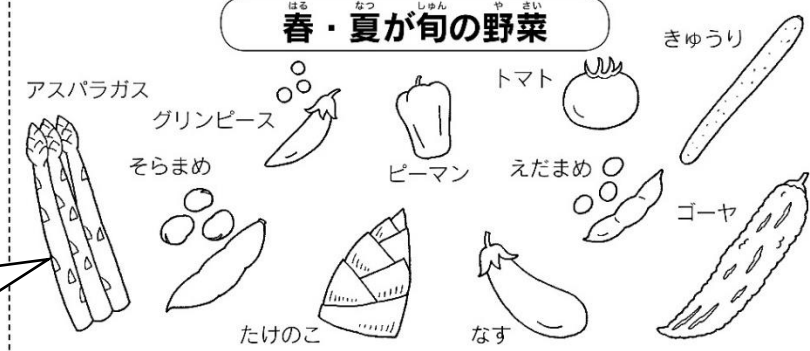 春・夏が旬の野菜
はる なつ しゅん や さい
きゅうり
トマト
アスパラガス
グリンピース
そらまめ
ピーマン
えだまめ
ゴーヤ
たけのこ
なす